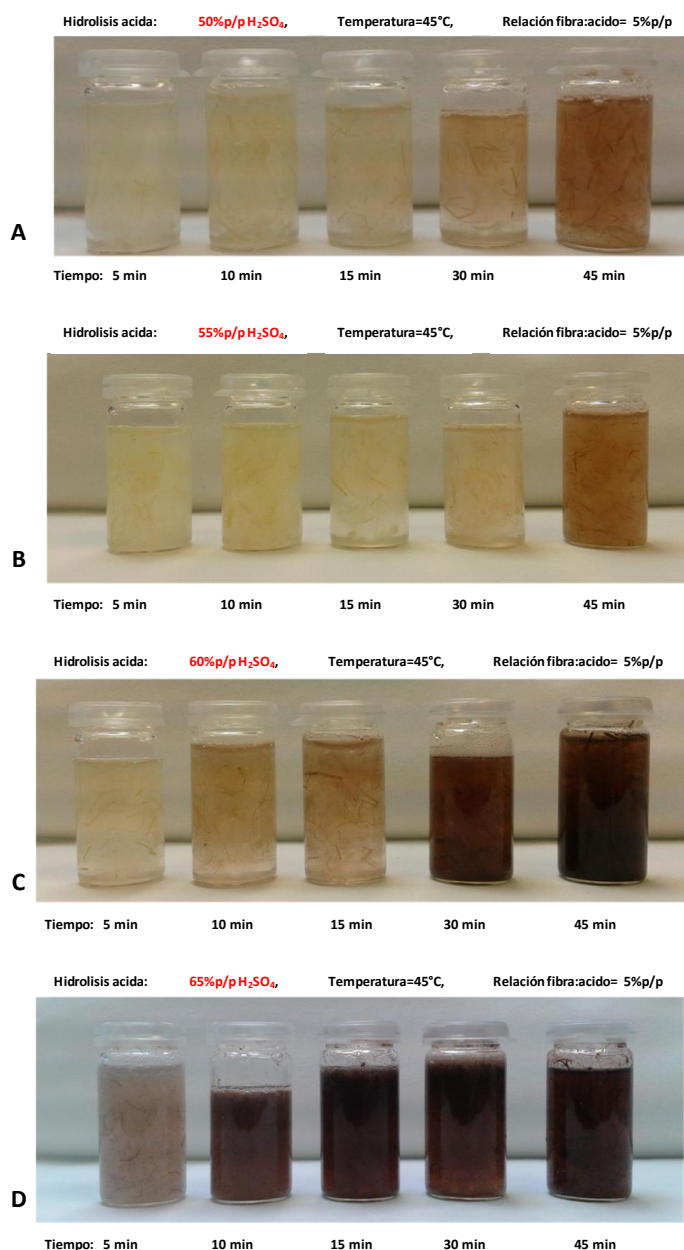 Hidrolisis acida: 50%p/p H₂SO₄, Temperatura=45°C, Relación fibra:acido= 5%p/p
A
Tiempo: 5 min 10 min 15 min 30 min 45 min
Hidrolisis acida: 55%p/p H₂SO₄, Temperatura=45°C, Relación fibra:acido= 5%p/p
B
Tiempo: 5 min 10 min 15 min 30 min 45 min
Hidrolisis acida: 60%p/p H₂SO₄, Temperatura=45°C, Relación fibra:acido= 5%p/p
C
Tiempo: 5 min 10 min 15 min 30 min 45 min
Hidrolisis acida: 65%p/p H₂SO₄, Temperatura=45°C, Relación fibra:acido= 5%p/p
D
Tiempo: 5 min 10 min 15 min 30 min 45 min